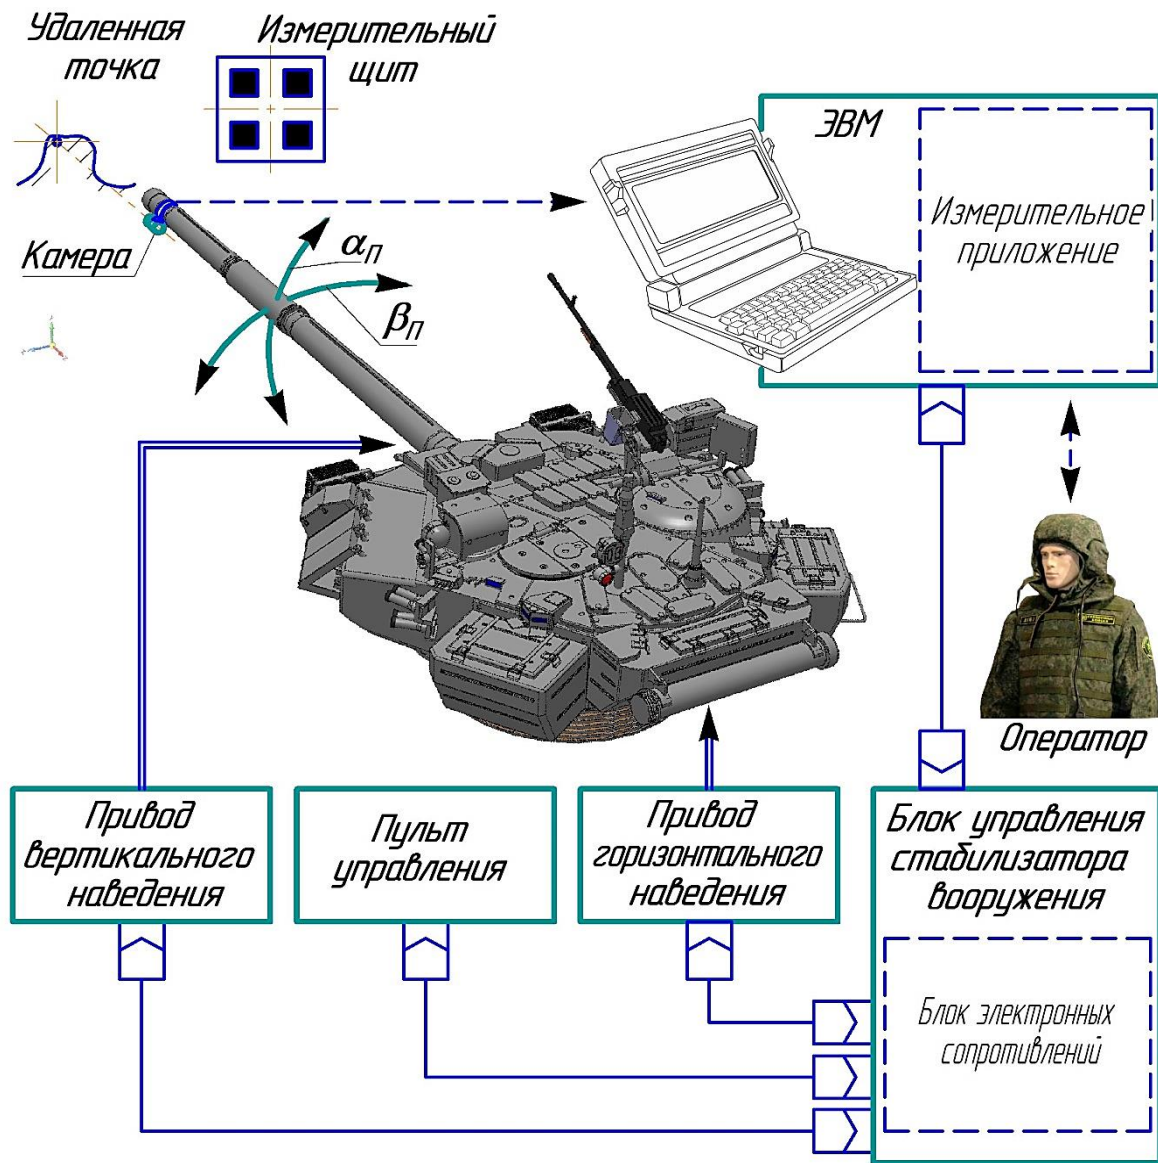 Удаленная
точка
Измерительный
щит
ЭВМ
Измерительное
приложение
Камера
αП
βП
Оператор
Привод
вертикального
наведения
Пульт
управления
Привод
горизонтального
наведения
Блок управления
стабилизатора
вооружения
Блок электронных
сопротивлений